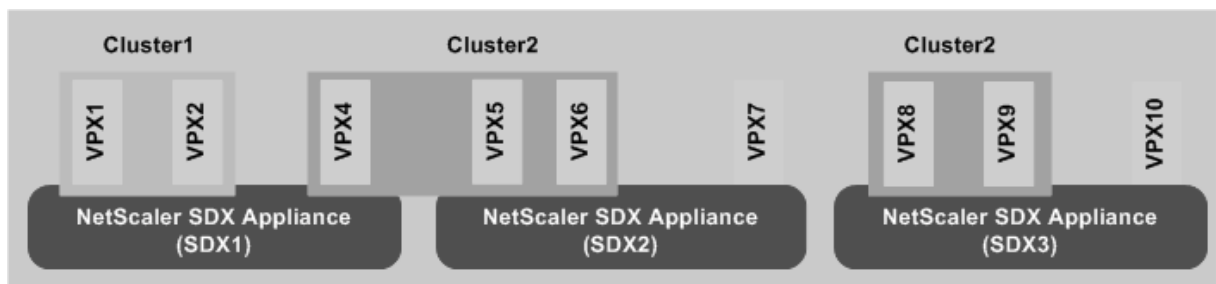 Cluster1
Cluster2
Cluster2
VPX1
VPX2
VPX4
VPX5
VPX6
VPX7
VPX8
VPX9
VPX10
NetScaler SDX Appliance
(SDX1)
NetScaler SDX Appliance
(SDX2)
NetScaler SDX Appliance
(SDX3)